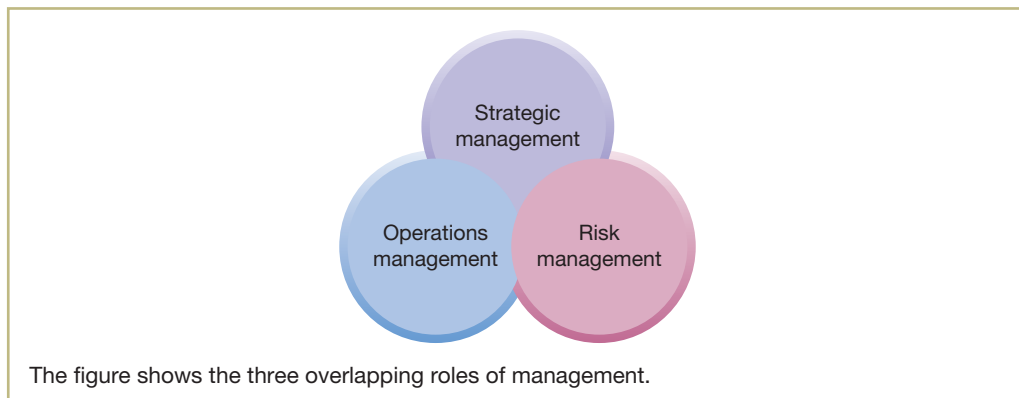 Strategic
management
Operations
management
Risk
management
The figure shows the three overlapping roles of management.